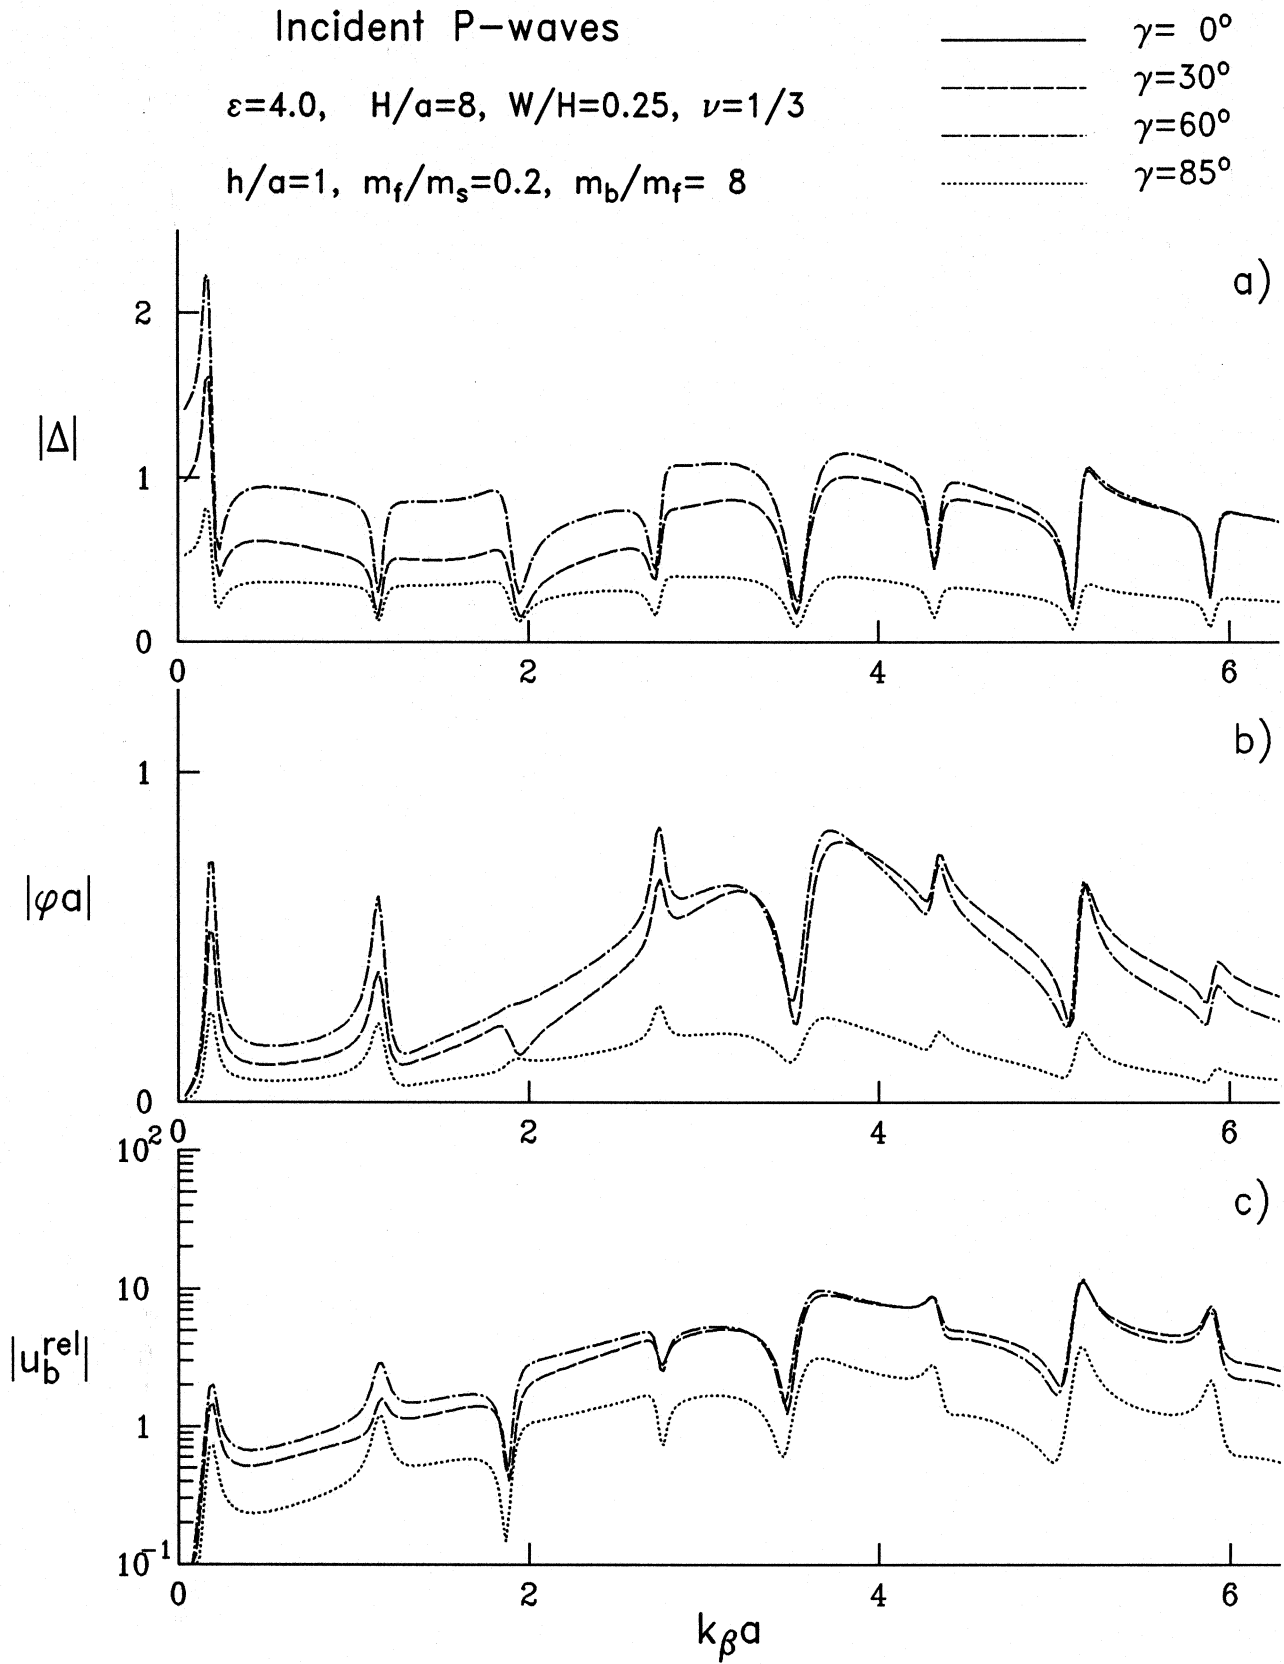 Incident P-waves
γ= 0°
γ=30°
ε=4.0, H/a=8, W/H=0.25, ν=1/3
γ=60°
h/a=1, m_f/m_s=0.2, m_b/m_f= 8
γ=85°
a)
2
|Δ|
1
0
0 2 4 6
b)
1
|φa|
0
0 2 4 6
10²
c)
10
|u_b^rel|
1
10⁻¹
0 2 4 6
k_βa